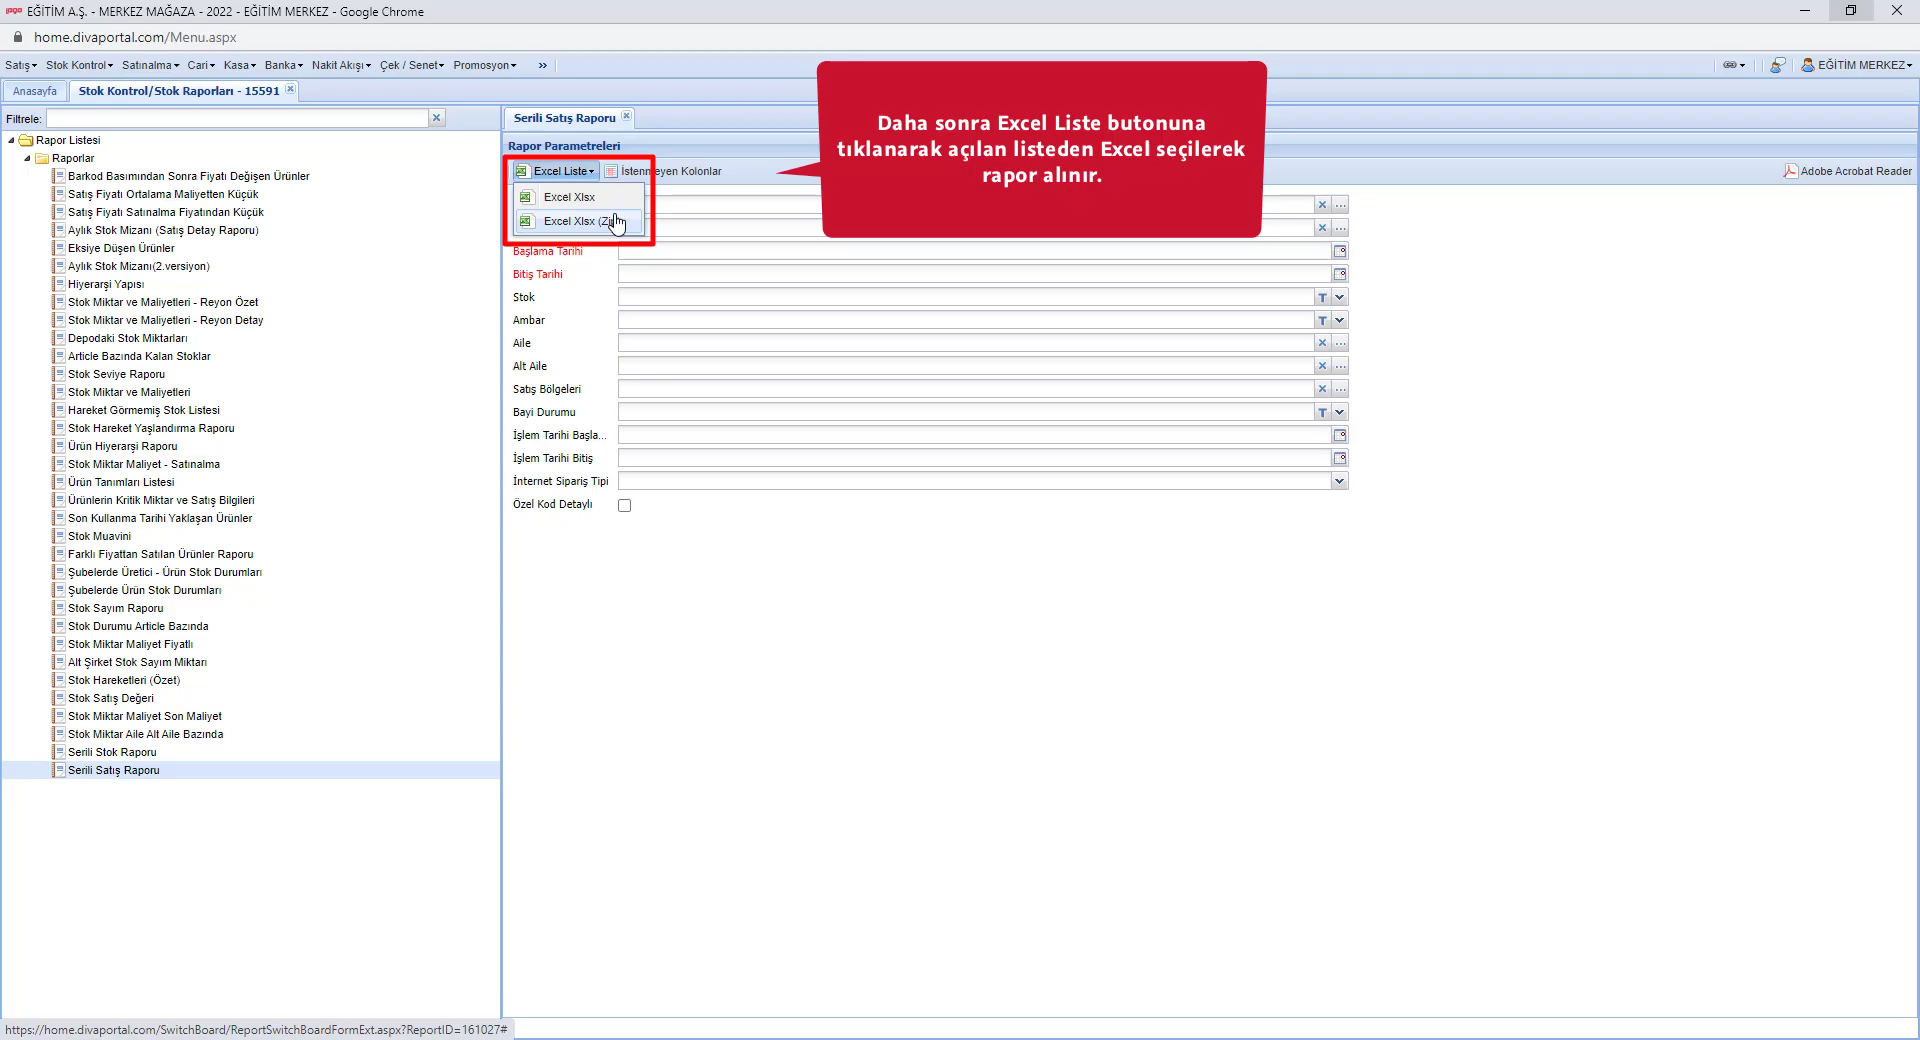 EĞİTİM A.Ş. - MERKEZ MAĞAZA - 2022 - EĞİTİM MERKEZ - Google Chrome
home.divaportal.com/Menu.aspx
Satış Stok Kontrol Satınalma Cari Kasa Banka Nakit Akışı Çek / Senet Promosyon » EĞİTİM MERKEZ
Anasayfa Stok Kontrol/Stok Raporları - 15591
Filtrele:
Rapor Listesi
Raporlar
Barkod Basımından Sonra Fiyatı Değişen Ürünler
Satış Fiyatı Ortalama Maliyetten Küçük
Satış Fiyatı Satınalma Fiyatından Küçük
Aylık Stok Mizanı (Satış Detay Raporu)
Eksiye Düşen Ürünler
Aylık Stok Mizanı(2.versiyon)
Hiyerarşi Yapısı
Stok Miktar ve Maliyetleri - Reyon Özet
Stok Miktar ve Maliyetleri - Reyon Detay
Depodaki Stok Miktarları
Article Bazında Kalan Stoklar
Stok Seviye Raporu
Stok Miktar ve Maliyetleri
Hareket Görmemiş Stok Listesi
Stok Hareket Yaşlandırma Raporu
Ürün Hiyerarşi Raporu
Stok Miktar Maliyet - Satınalma
Ürün Tanımları Listesi
Ürünlerin Kritik Miktar ve Satış Bilgileri
Son Kullanma Tarihi Yaklaşan Ürünler
Stok Muavini
Farklı Fiyattan Satılan Ürünler Raporu
Şubelerde Üretici - Ürün Stok Durumları
Şubelerde Ürün Stok Durumları
Stok Sayım Raporu
Stok Durumu Article Bazında
Stok Miktar Maliyet Fiyatlı
Alt Şirket Stok Sayım Miktarı
Stok Hareketleri (Özet)
Stok Satış Değeri
Stok Miktar Maliyet Son Maliyet
Stok Miktar Aile Alt Aile Bazında
Serili Stok Raporu
Serili Satış Raporu
Serili Satış Raporu
Rapor Parametreleri
Excel Liste Kolonlar Adobe Acrobat Reader
Excel Xlsx
Excel Xlsx
Başlama Tarihi
Bitiş Tarihi
Stok
Ambar
Aile
Alt Aile
Satış Bölgeleri
Bayi Durumu
İşlem Tarihi Başla...
İşlem Tarihi Bitiş
İnternet Sipariş Tipi
Özel Kod Detaylı
Daha sonra Excel Liste butonuna
tıklanarak açılan listeden Excel seçilerek
rapor alınır.
https://home.divaportal.com/SwitchBoard/ReportSwitchBoardFormExt.aspx?ReportID=161027#